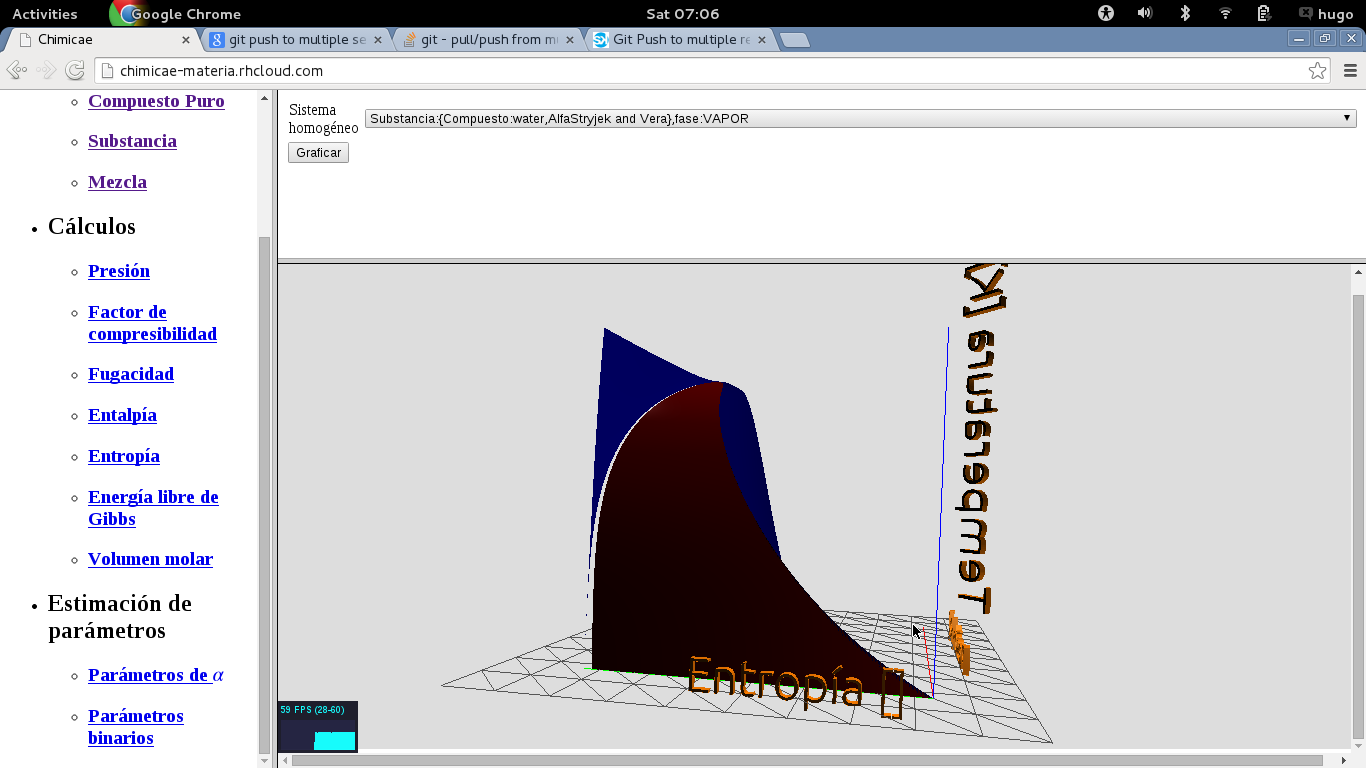 Activities
Google Chrome
Sat 07:06
hugo
Chimicae
git push to multiple se
git - pull/push from m
Git Push to multiple re
chimicae-materia.rhcloud.com
Compuesto Puro
Substancia
Mezcla
Cálculos
Presión
Factor de
compresibilidad
Fugacidad
Entalpía
Entropía
Energía libre de
Gibbs
Volumen molar
Estimación de
parámetros
Parámetros de α
Parámetros
binarios
Sistema
homogéneo
Substancia:{Compuesto:water,AlfaStryjek and Vera},fase:VAPOR
Graficar
Temperatura [K
Entropía
59 FPS (28-60)